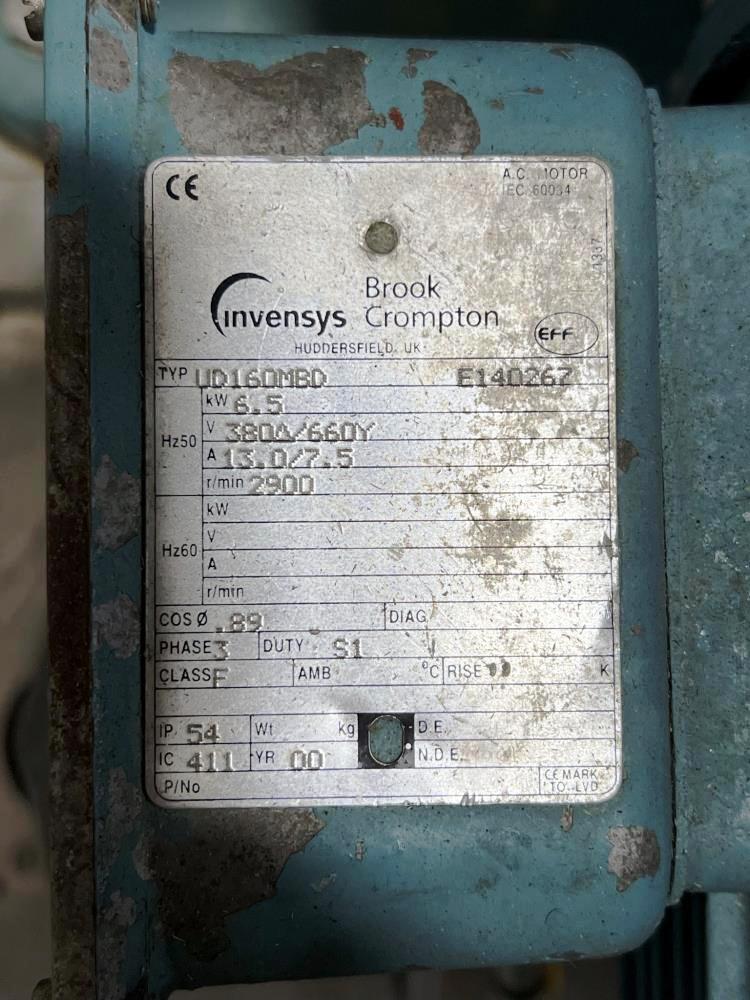 CE
A.C. MOTOR
IEC 60034
1337
invensys Brook Crompton
HUDDERSFIELD, UK
EFF
TYP UD160MBD E140267
Hz50
kW 6.5
V 380Δ/660Y
A 13.0/7.5
r/min 2900
Hz60
kW
V
A
r/min
COS Ø .89 DIAG
PHASE 3 DUTY S1
CLASS F AMB °C RISE K
IP 54 Wt kg D.E.
IC 411 YR 00 N.D.E.
P/No CE MARK
TO LVD